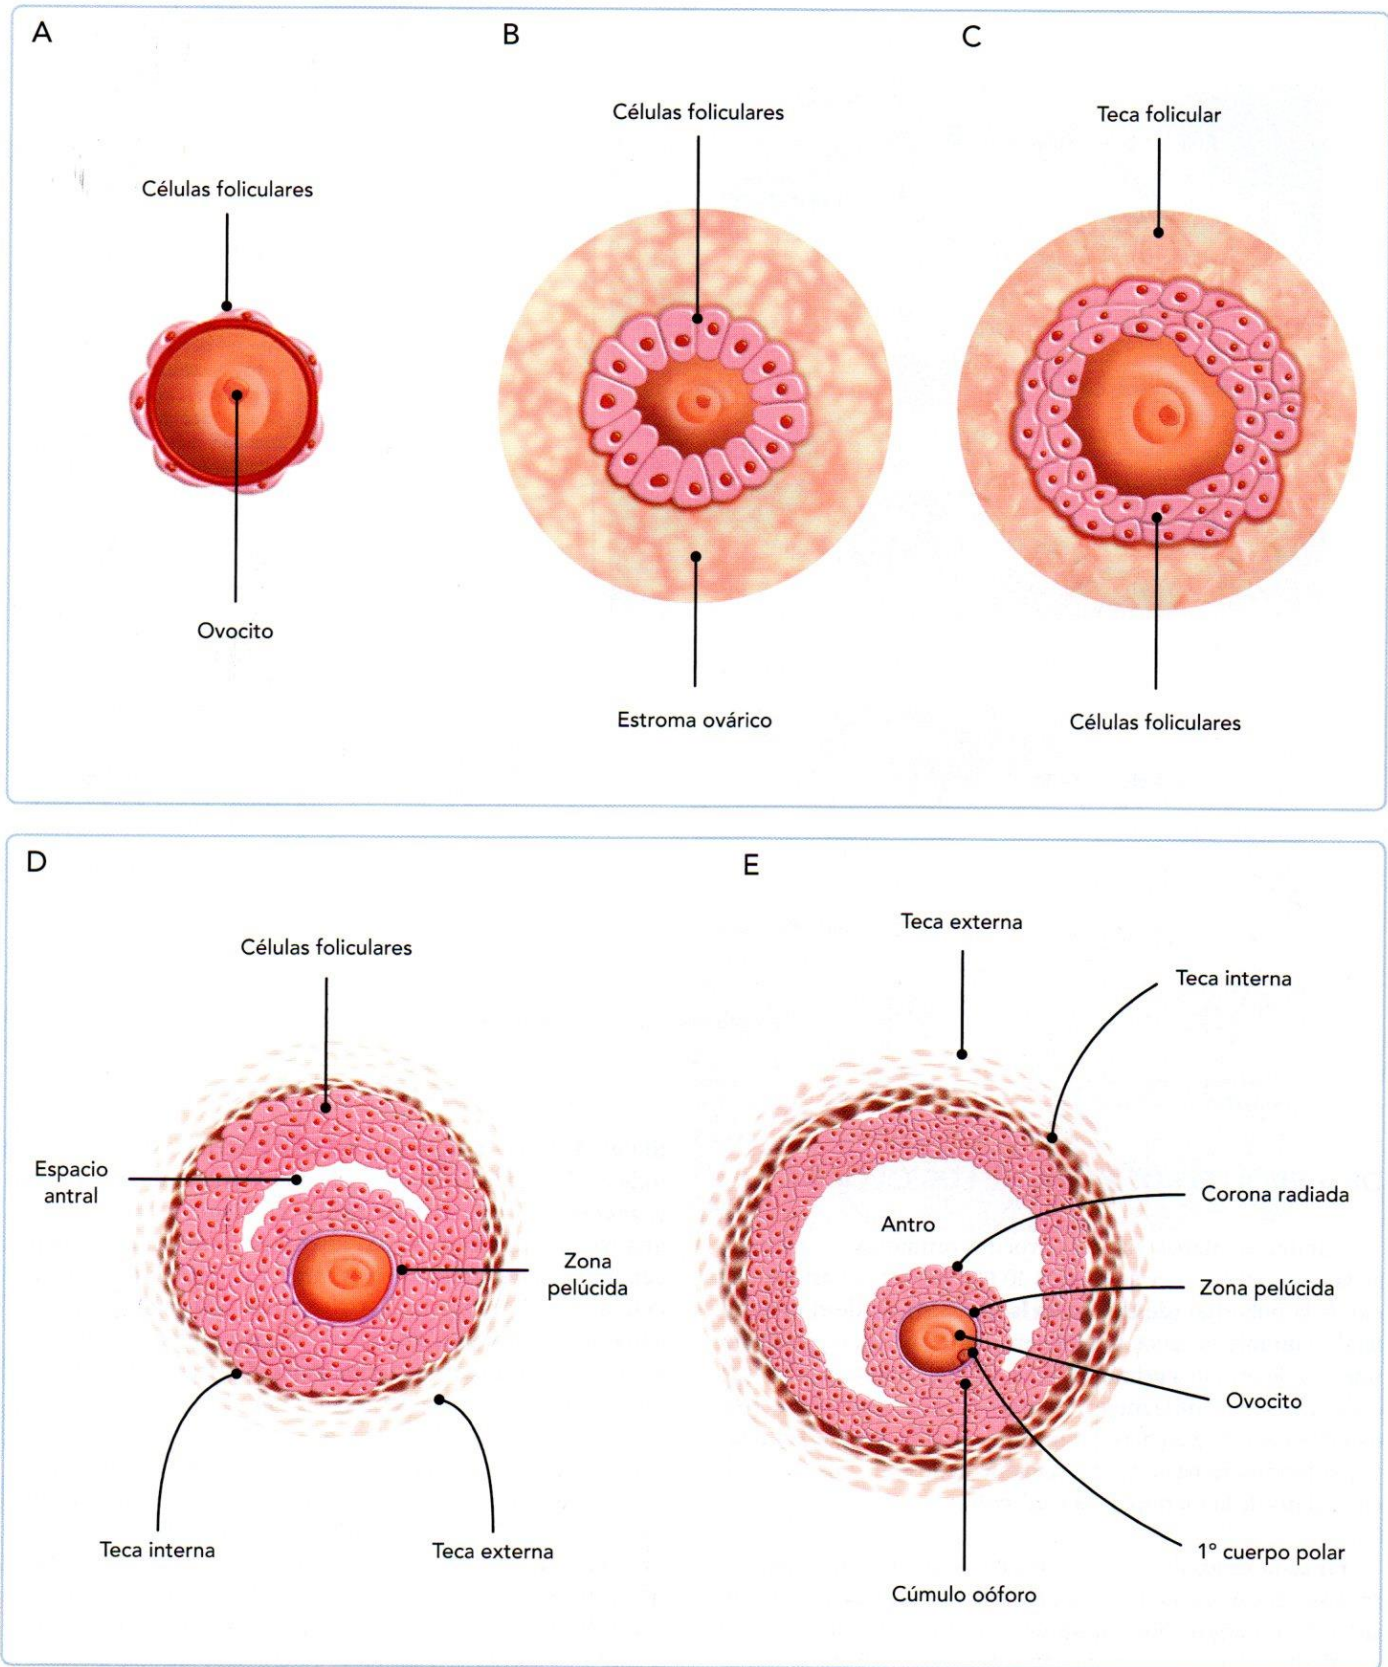 A
B
C
Células foliculares
Teca folicular
Células foliculares
Ovocito
Estroma ovárico
Células foliculares
D
E
Teca externa
Células foliculares
Teca interna
Espacio
antral
Corona radiada
Antro
Zona
pelúcida
Zona pelúcida
Ovocito
Teca interna
Teca externa
1º cuerpo polar
Cúmulo oóforo